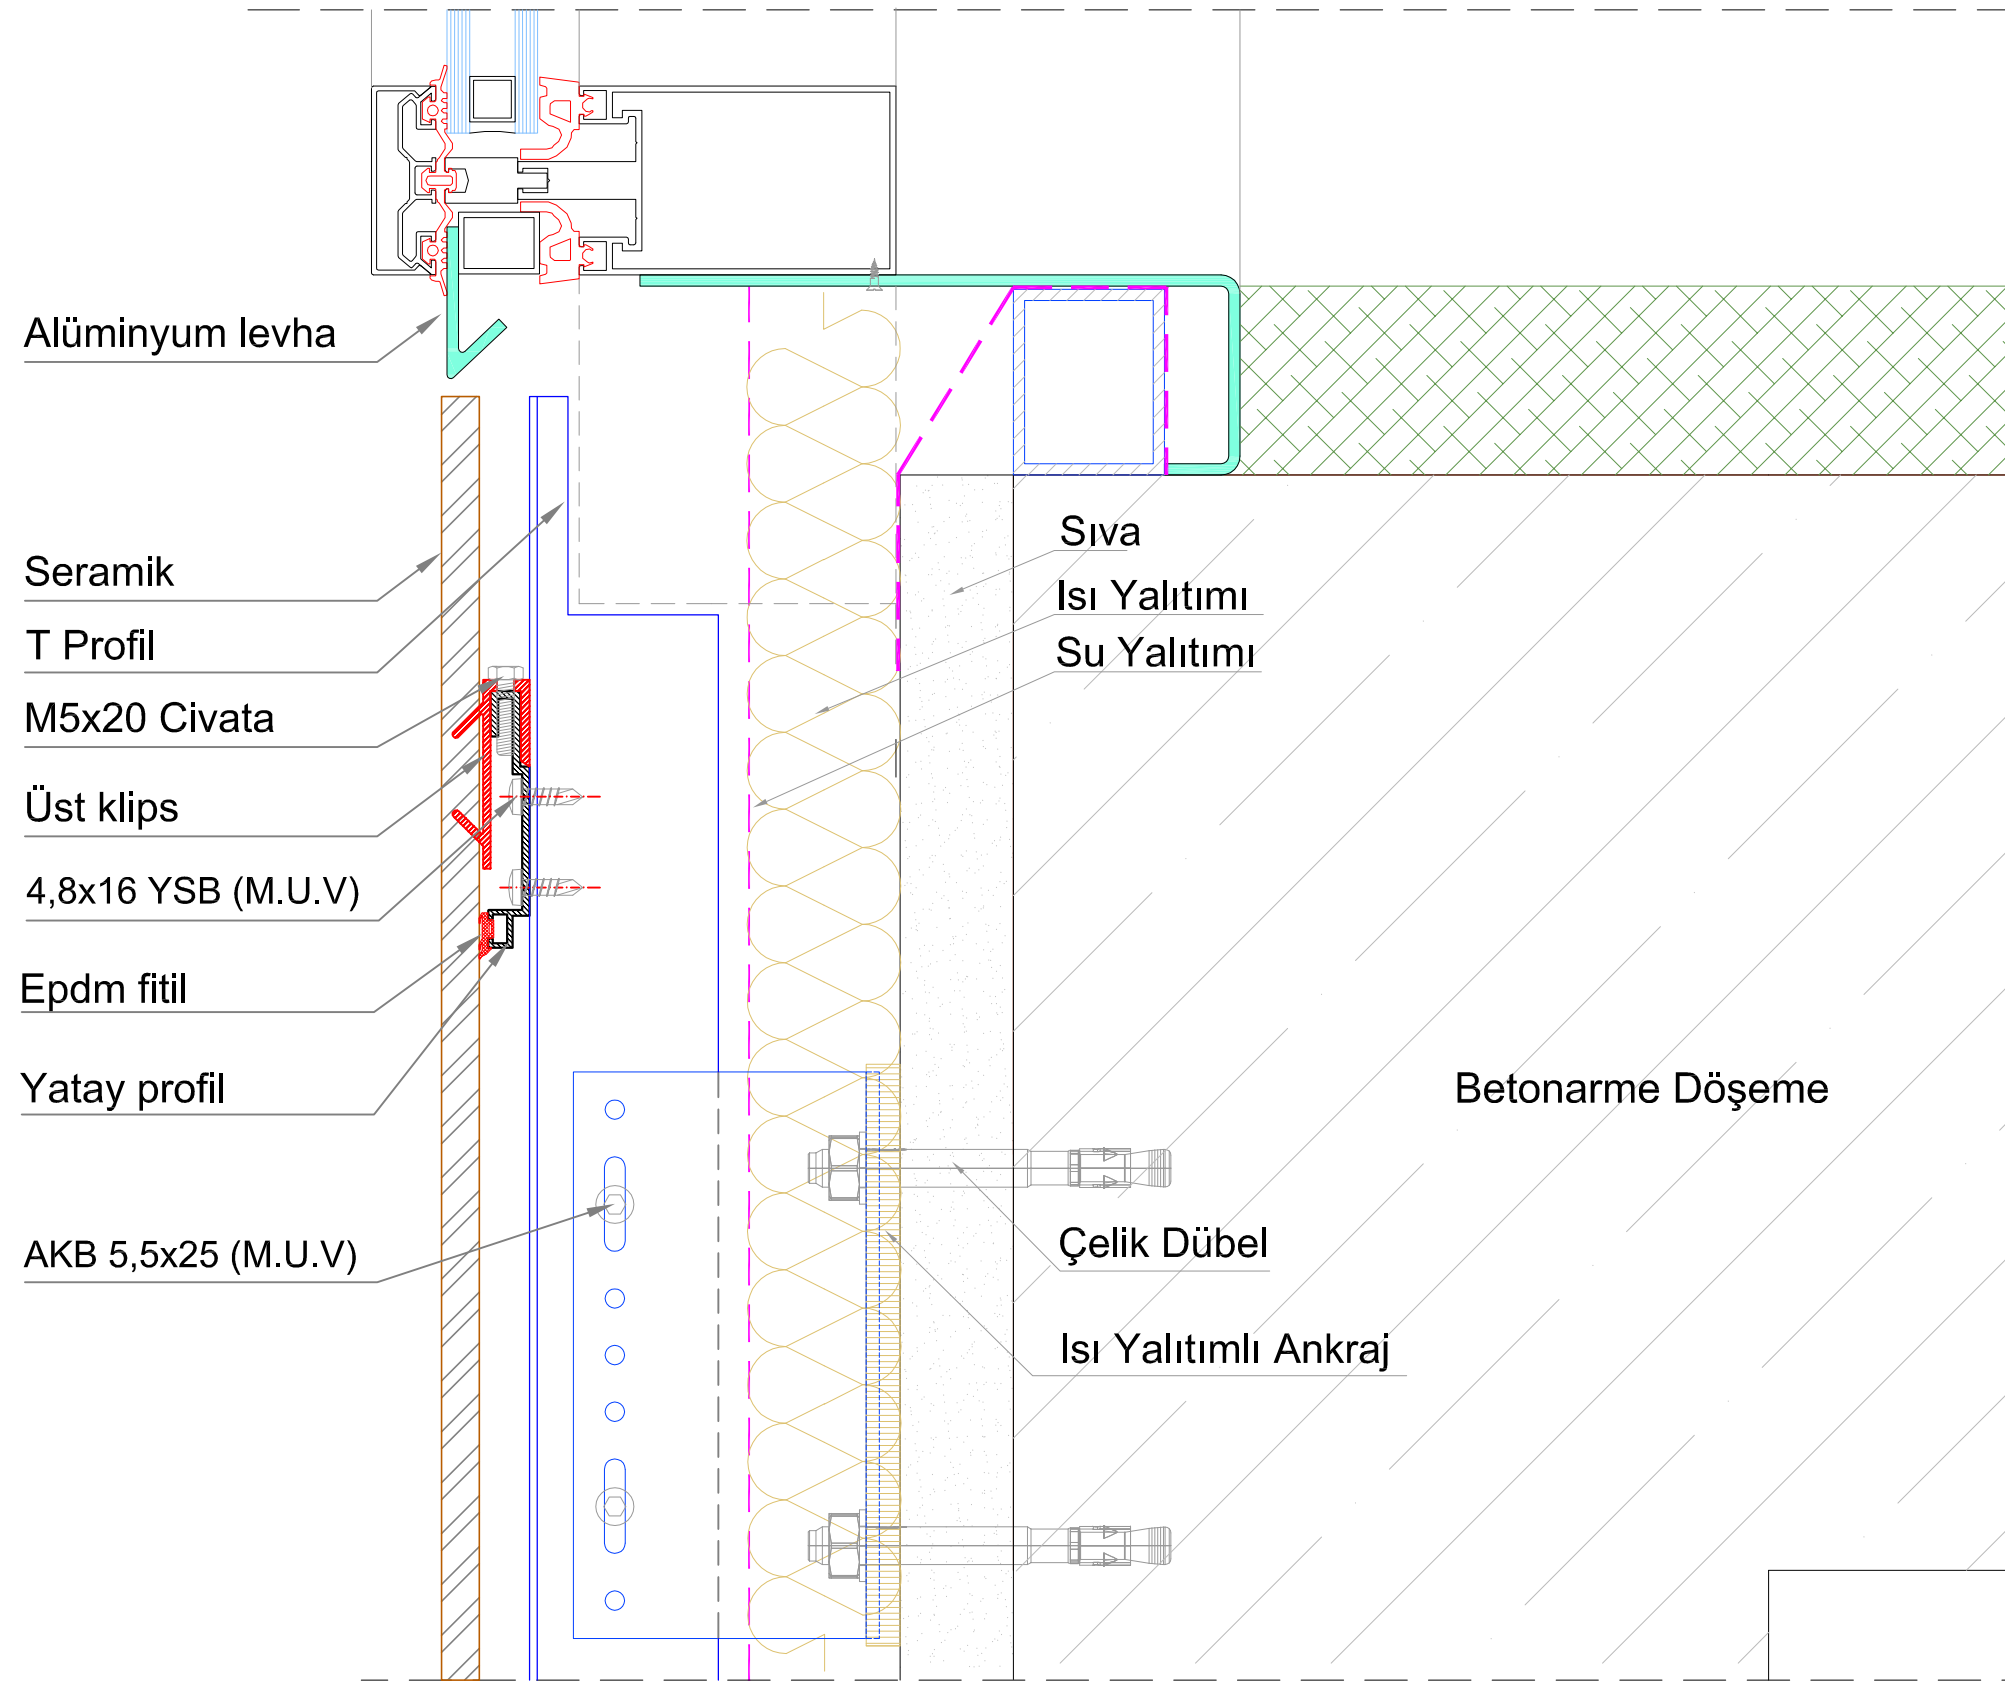 Alüminyum levha
Seramik
T Profil
M5x20 Civata
Üst klips
4,8x16 YSB (M.U.V)
Epdm fitil
Yatay profil
AKB 5,5x25 (M.U.V)
Sıva
Isı Yalıtımı
Su Yalıtımı
Betonarme Döşeme
Çelik Dübel
Isı Yalıtımlı Ankraj